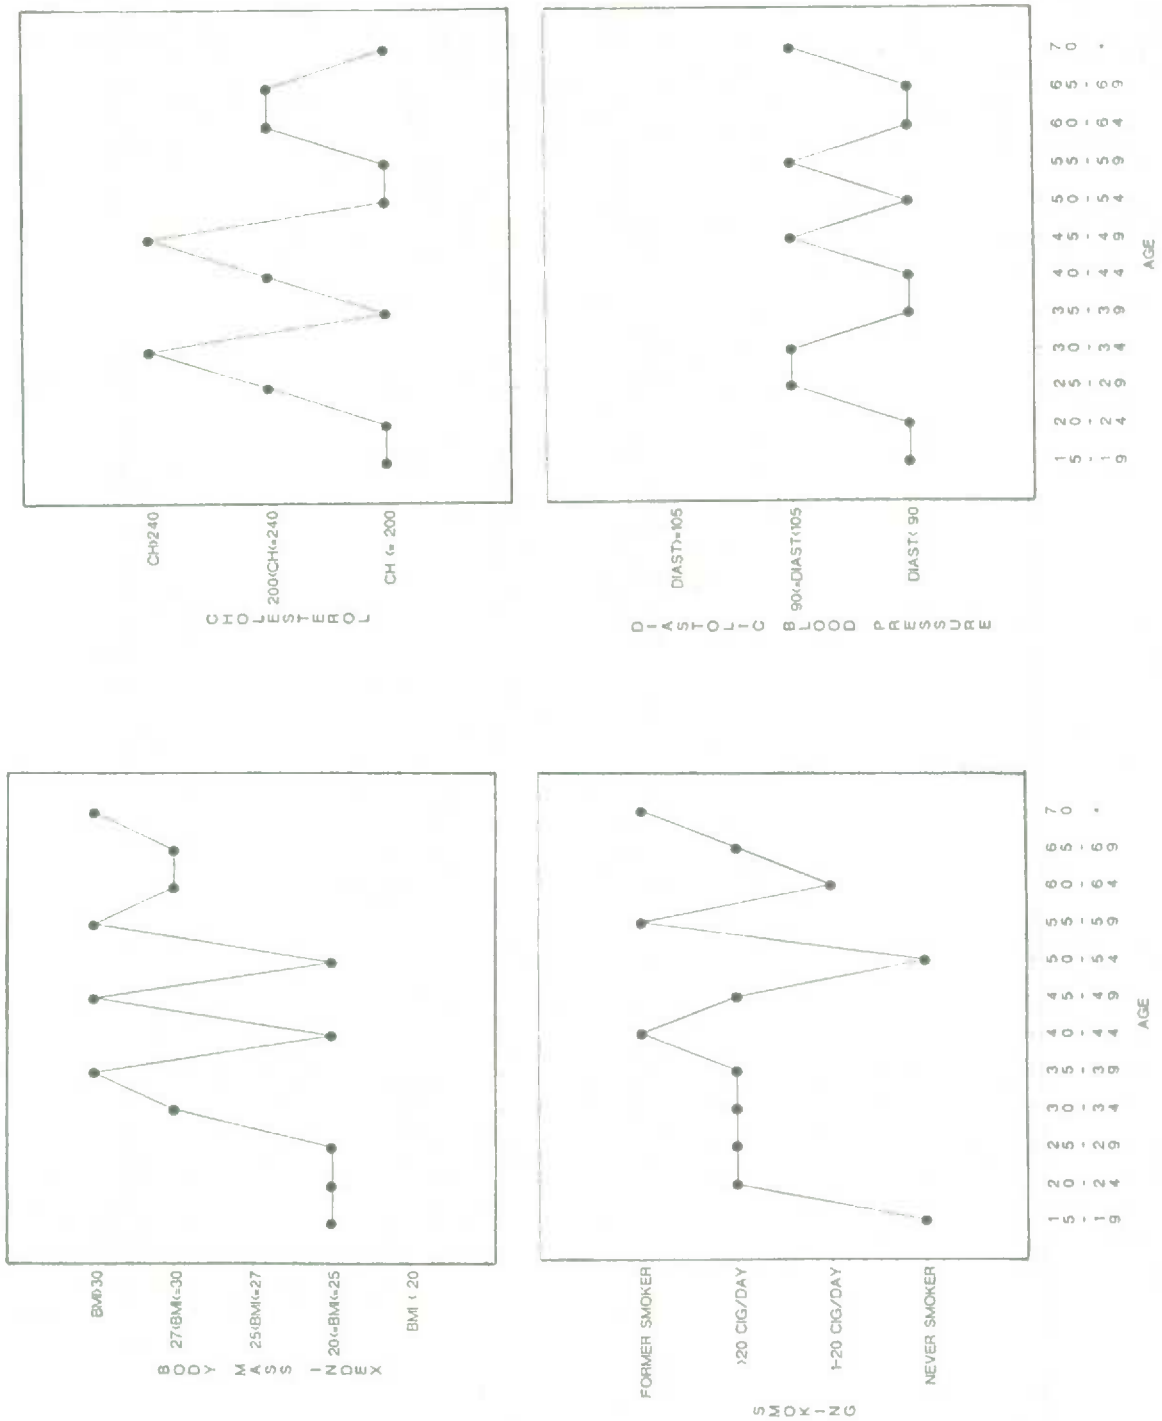 BODY MASS INDEX
BMI>30
27<BMI<=30
25<BMI<=27
20<=BMI<=25
BMI < 20
CHOLESTEROL
CH>240
200<CH<=240
CH <= 200
SMOKING
FORMER SMOKER
>20 CIG/DAY
1-20 CIG/DAY
NEVER SMOKER
15-19
20-24
25-29
30-34
35-39
40-44
45-49
50-54
55-59
60-64
65-69
70 +
AGE
DIASTOLIC BLOOD PRESSURE
DIAST>=105
90<=DIAST<105
DIAST< 90
15-19
20-24
25-29
30-34
35-39
40-44
45-49
50-54
55-59
60-64
65-69
70 +
AGE